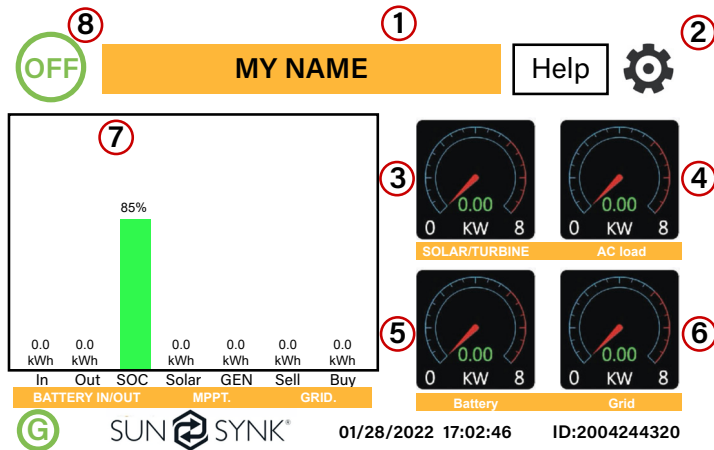 8
1
2
OFF
MY NAME
Help
7
85%
0.0 0.0 0.0 0.0 0.0 0.0
kWh kWh kWh kWh kWh kWh
In Out SOC Solar GEN Sell Buy
BATTERY IN/OUT MPPT. GRID.
3
0.00
0 KW 8
SOLAR/TURBINE
4
0.00
0 KW 8
AC load
5
0.00
0 KW 8
Battery
6
0.00
0 KW 8
Grid
G
SUN SYNK®
01/28/2022 17:02:46
ID:2004244320